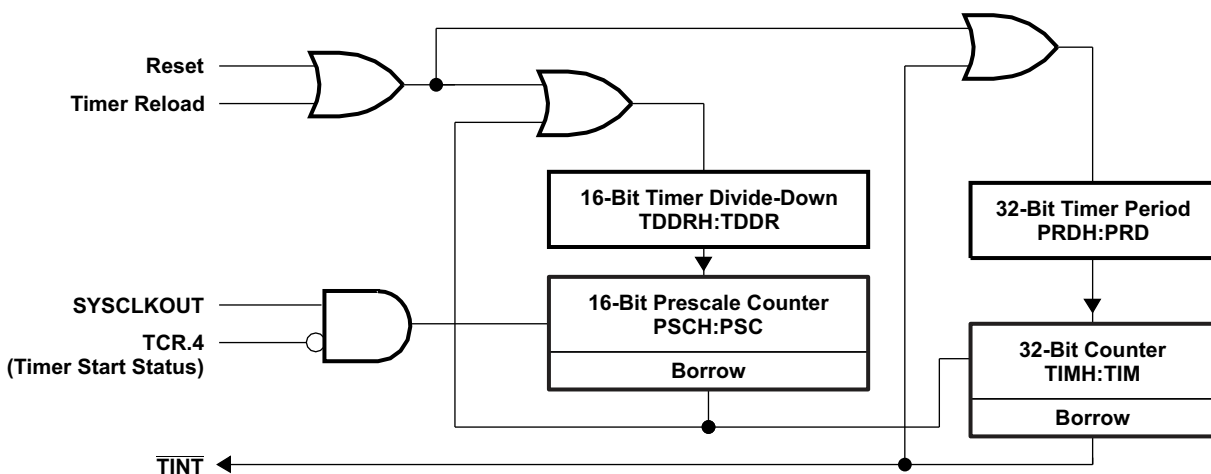 Reset
Timer Reload
16-Bit Timer Divide-Down
TDDRH:TDDR
32-Bit Timer Period
PRDH:PRD
SYSCLKOUT
TCR.4
(Timer Start Status)
16-Bit Prescale Counter
PSCH:PSC
Borrow
32-Bit Counter
TIMH:TIM
Borrow
TINT